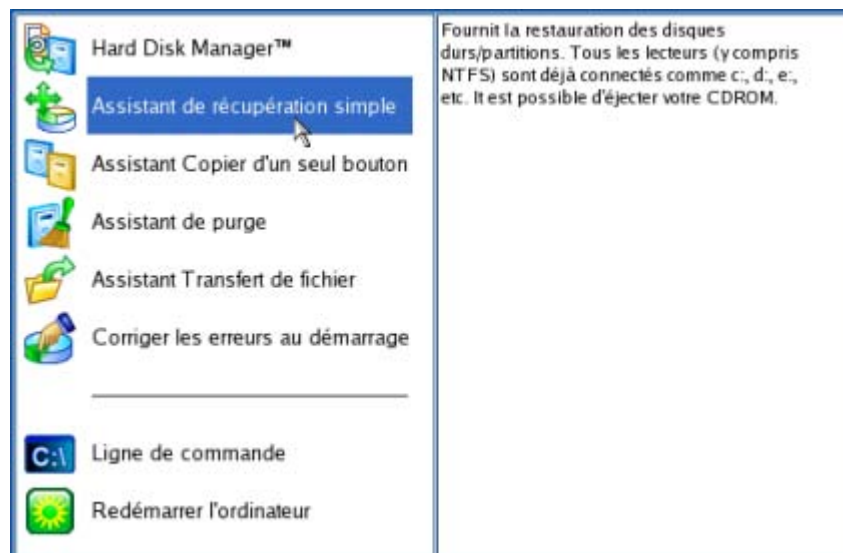 Hard Disk Manager™
Assistant de récupération simple
Assistant Copier d'un seul bouton
Assistant de purge
Assistant Transfert de fichier
Corriger les erreurs au démarrage
C:\
Ligne de commande
Redémarrer l'ordinateur
Fournit la restauration des disques
durs/partitions. Tous les lecteurs (y compris
NTFS) sont déjà connectés comme c:, d:, e:,
etc. It est possible d'éjecter votre CDROM.